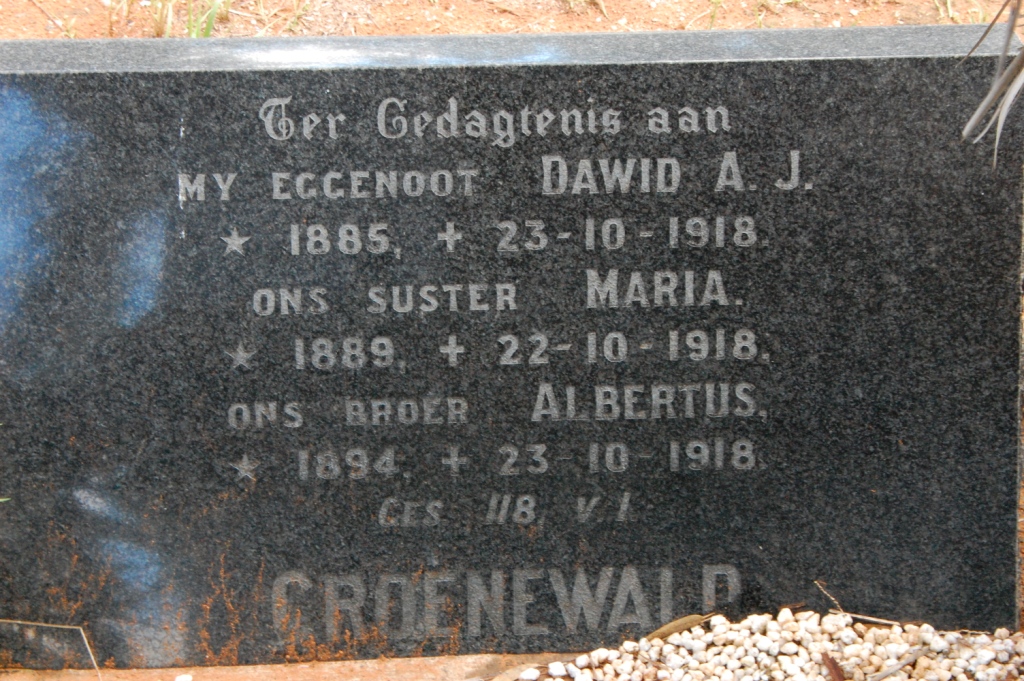 Ter Gedagtenis aan
MY EGGENOOT DAWID A. J.
★ 1885, + 23-10-1918.
ONS SUSTER MARIA.
★ 1889, + 22-10-1918.
ONS BROER ALBERTUS.
★ 1894, + 23-10-1918.
GES. 118. V. 1.
GROENEWALD